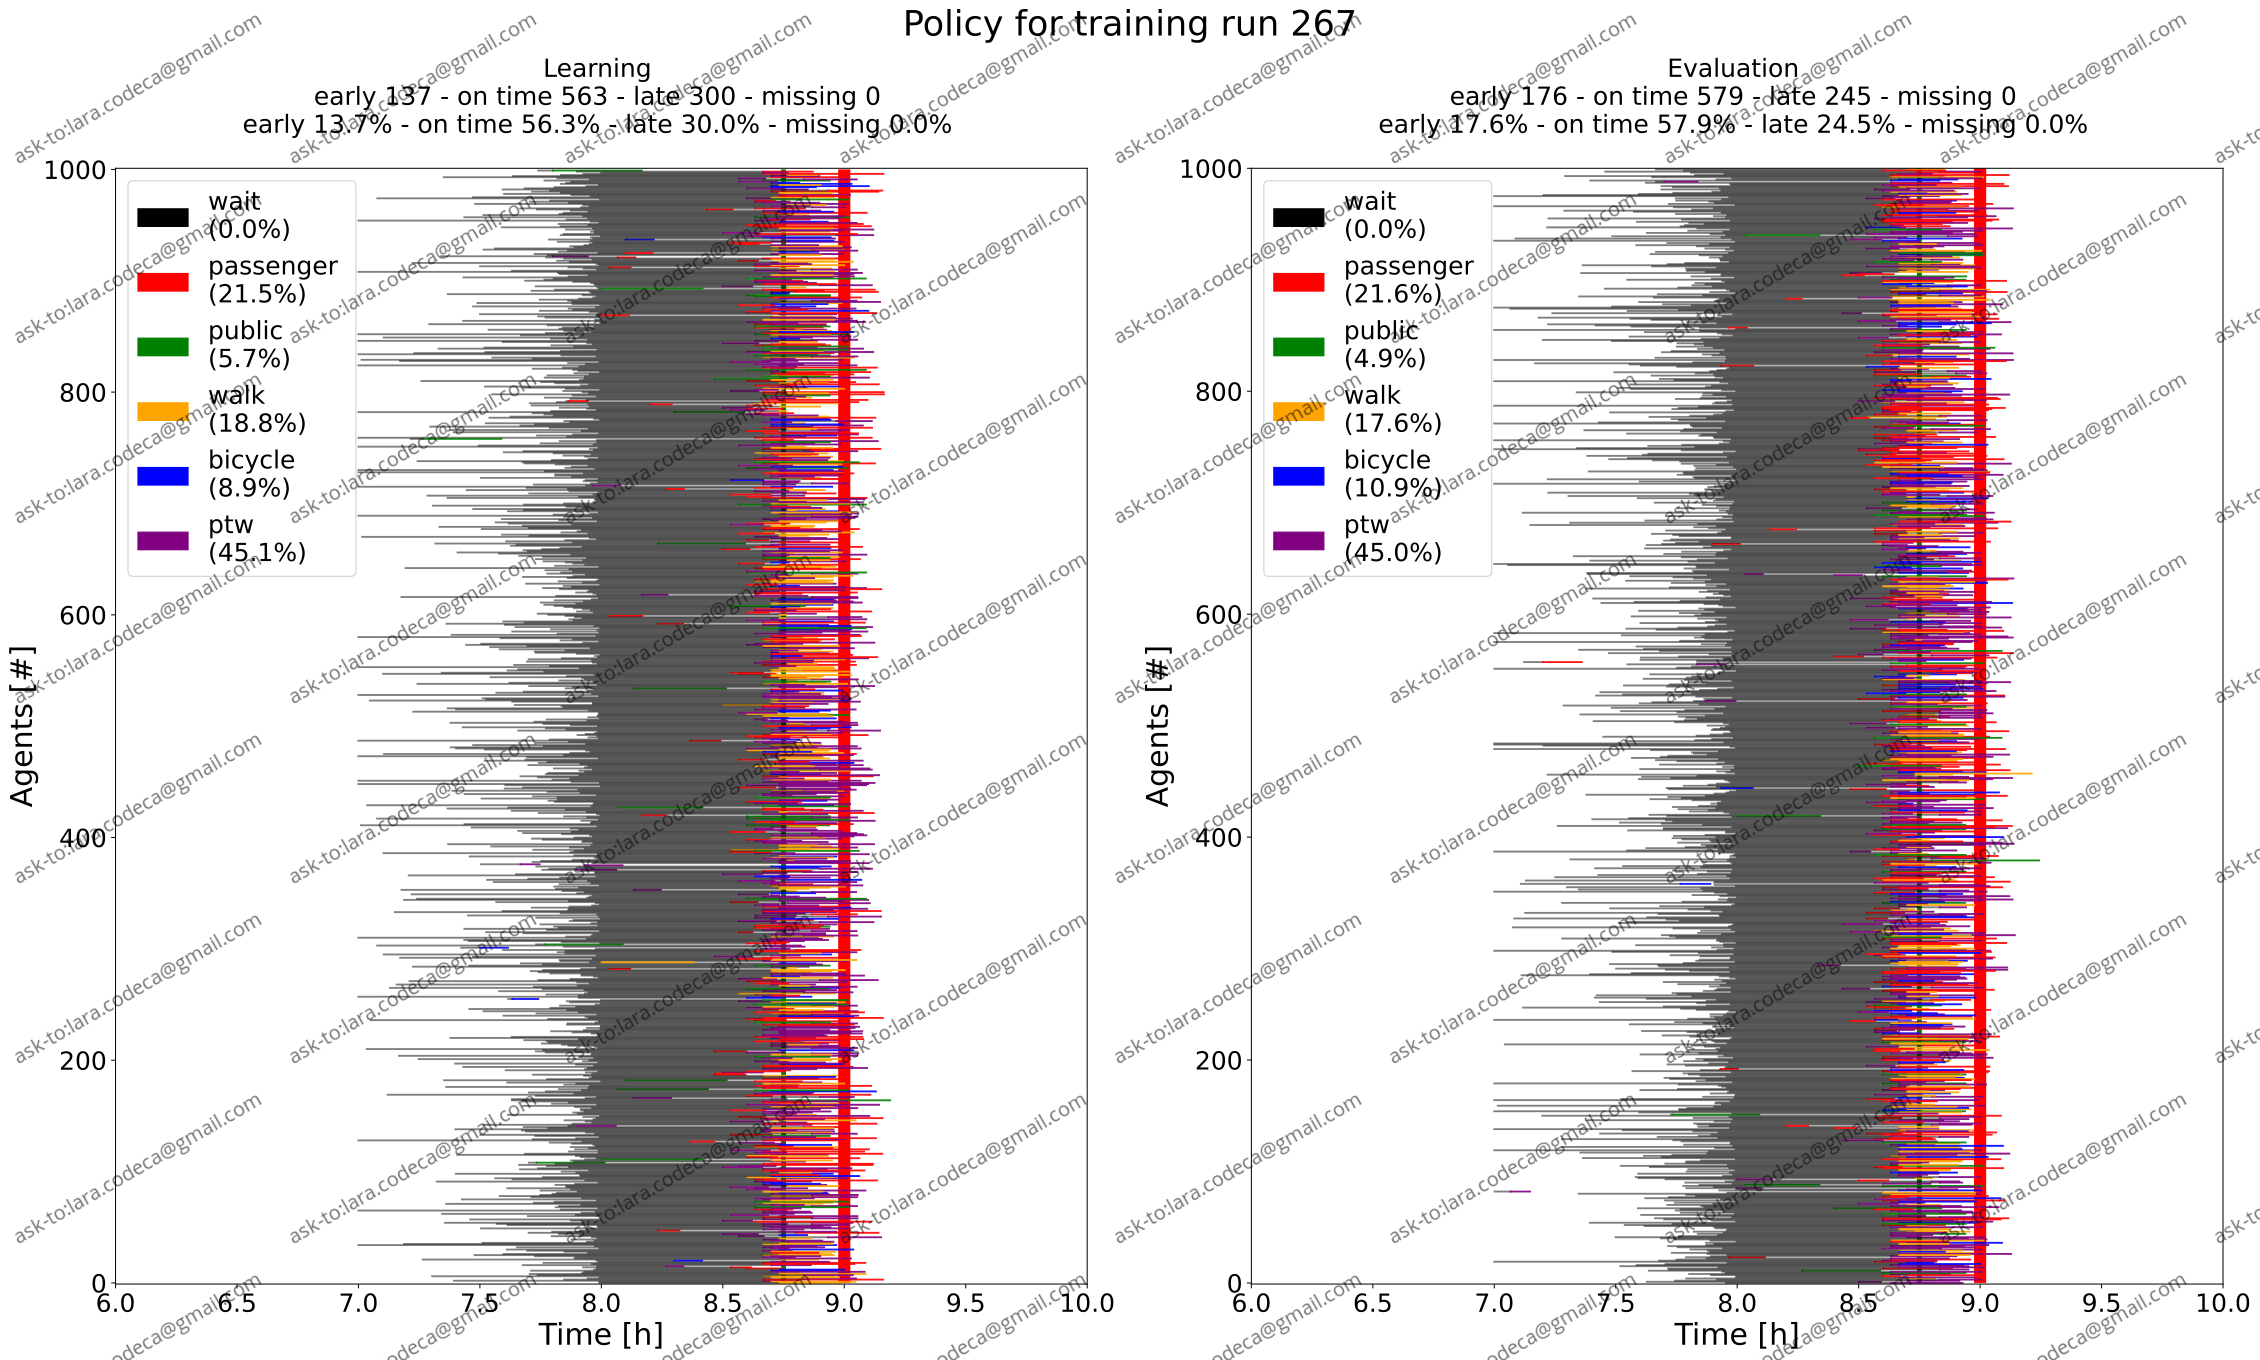 Policy for training run 267
Learning
early 137 - on time 563 - late 300 - missing 0
early 13.7% - on time 56.3% - late 30.0% - missing 0.0%
Evaluation
early 176 - on time 579 - late 245 - missing 0
early 17.6% - on time 57.9% - late 24.5% - missing 0.0%
Agents [#]
1000
800
600
400
200
0
wait
(0.0%)
passenger
(21.5%)
public
(5.7%)
walk
(18.8%)
bicycle
(8.9%)
ptw
(45.1%)
6.0 6.5 7.0 7.5 8.0 8.5 9.0 9.5 10.0
Time [h]
Agents [#]
1000
800
600
400
200
0
wait
(0.0%)
passenger
(21.6%)
public
(4.9%)
walk
(17.6%)
bicycle
(10.9%)
ptw
(45.0%)
6.0 6.5 7.0 7.5 8.0 8.5 9.0 9.5 10.0
Time [h]
ask-to:lara.codeca@gmail.com